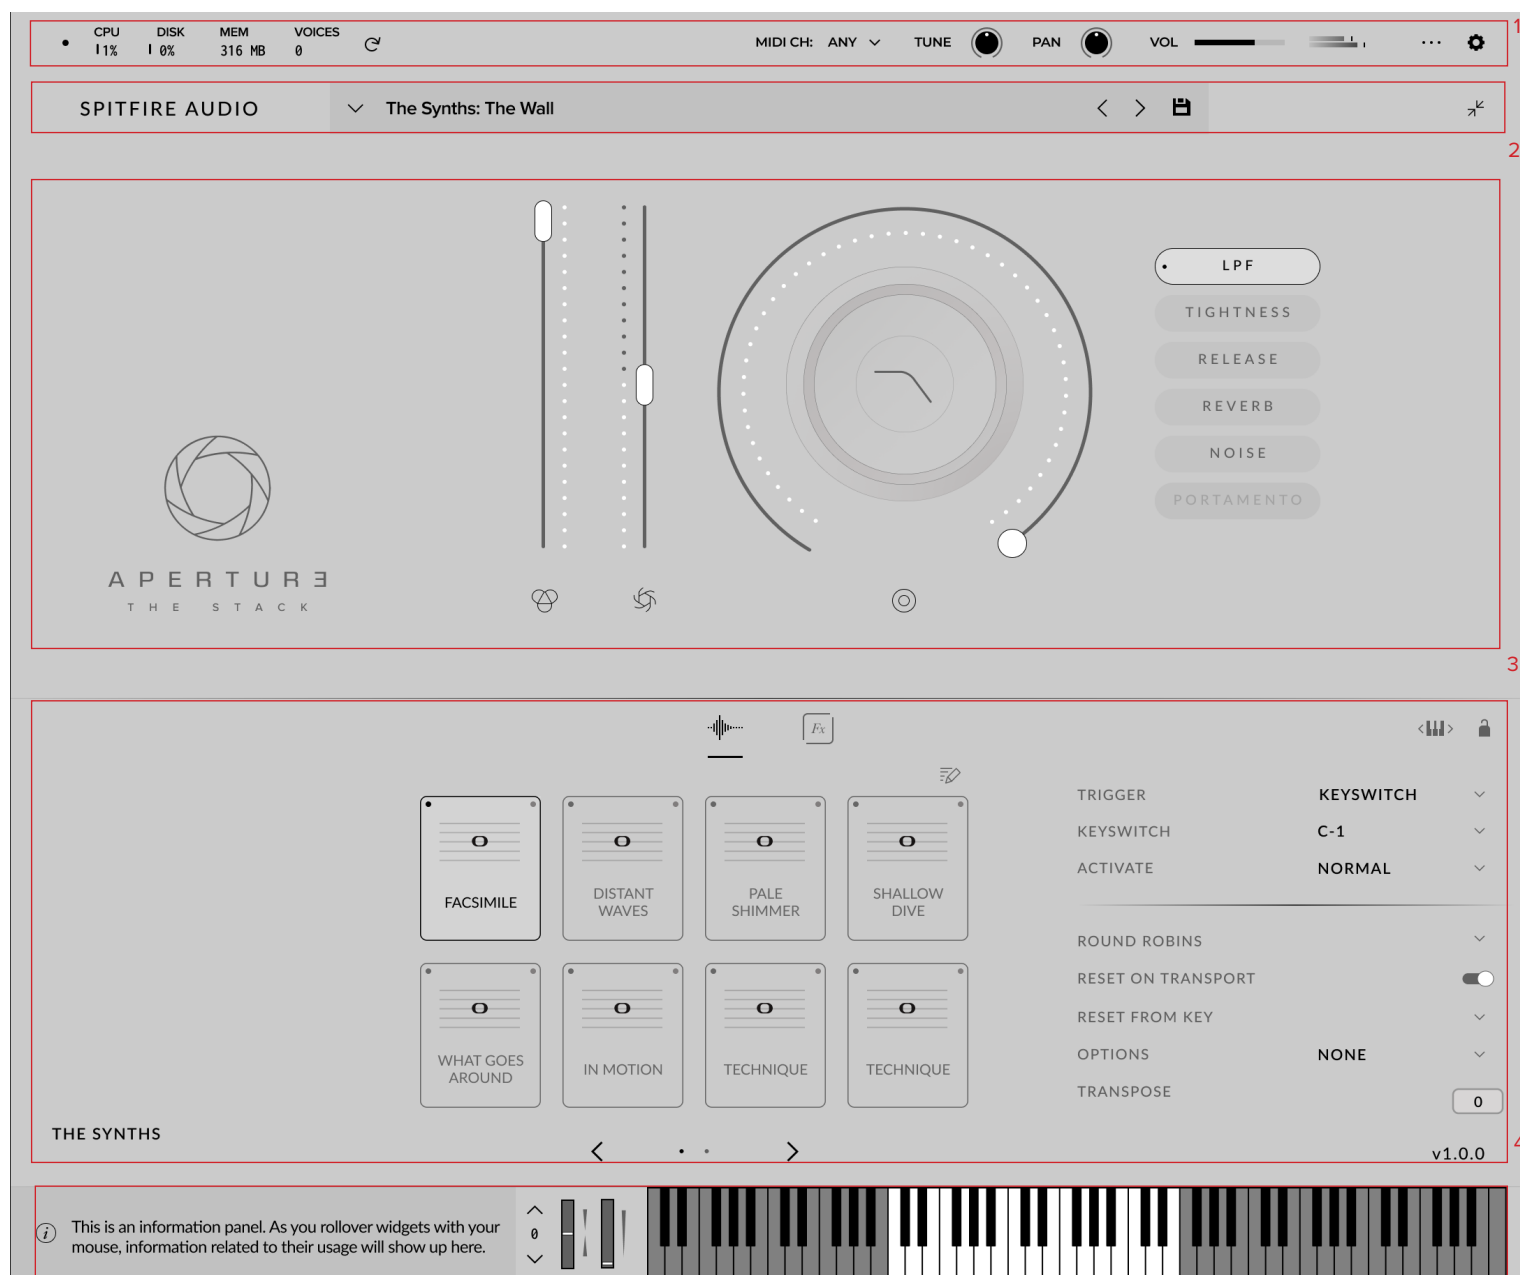 CPU DISK MEM VOICES
1% 0% 316 MB 0
MIDI CH: ANY TUNE PAN VOL
1
SPITFIRE AUDIO The Synths: The Wall
2
LPF
TIGHTNESS
RELEASE
REVERB
NOISE
PORTAMENTO
APERTURƎ
THE STACK
3
Fx
TRIGGER KEYSWITCH
KEYSWITCH C-1
ACTIVATE NORMAL
FACSIMILE
DISTANT
WAVES
PALE
SHIMMER
SHALLOW
DIVE
ROUND ROBINS
RESET ON TRANSPORT
RESET FROM KEY
OPTIONS NONE
TRANSPOSE 0
WHAT GOES
AROUND
IN MOTION
TECHNIQUE
TECHNIQUE
THE SYNTHS
v1.0.0
4
i
This is an information panel. As you rollover widgets with your
mouse, information related to their usage will show up here.
0